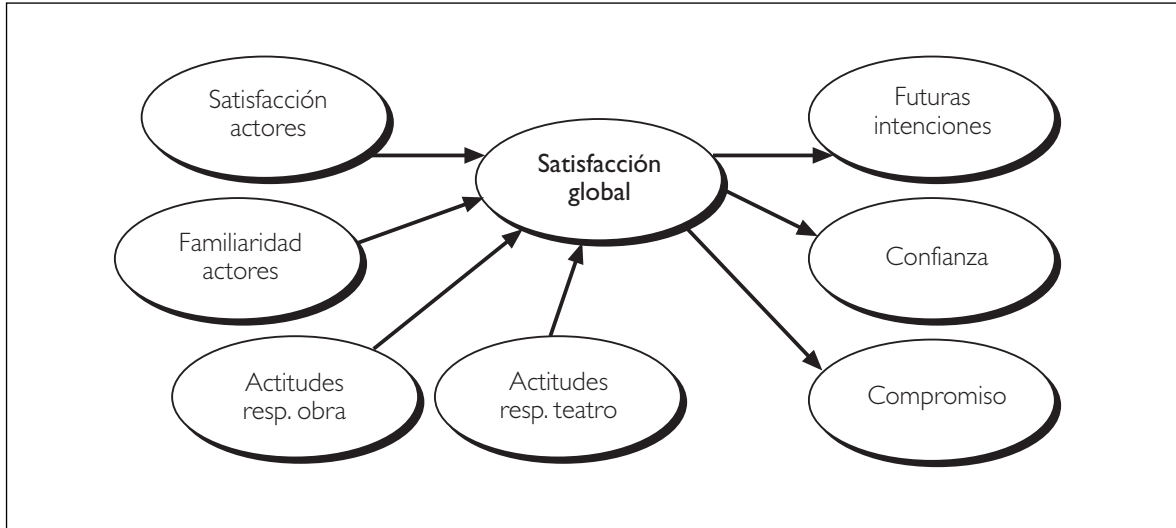 Satisfacción
actores
Familiaridad
actores
Actitudes
resp. obra
Actitudes
resp. teatro
Satisfacción
global
Futuras
intenciones
Confianza
Compromiso